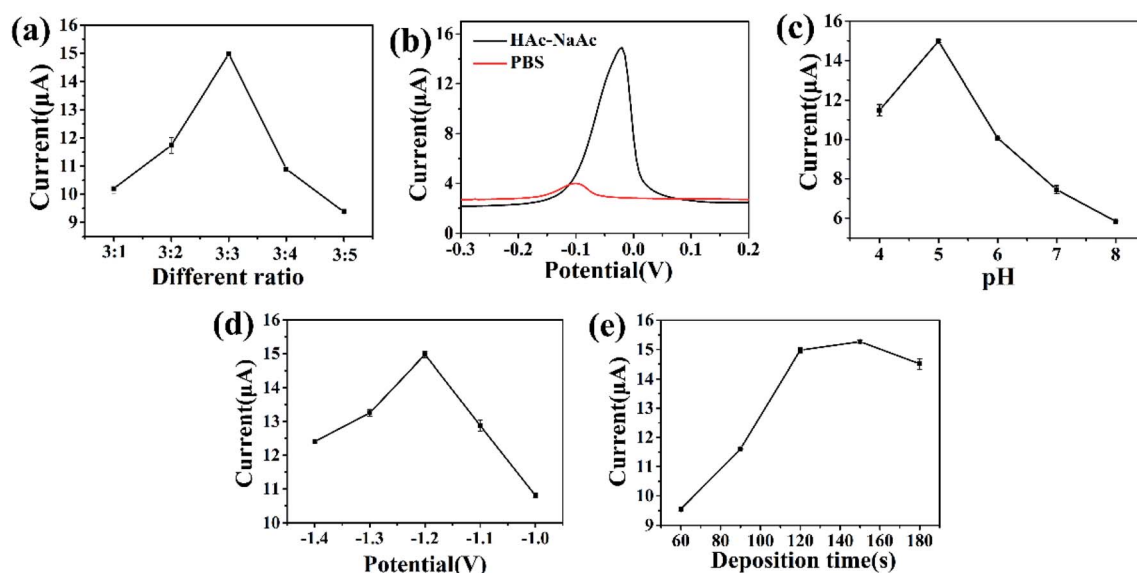 (a)
Current(μA)
16
15
14
13
12
11
10
9
3:1 3:2 3:3 3:4 3:5
Different ratio
(b)
HAc-NaAc
PBS
Current(μA)
16
12
8
4
0
-0.3 -0.2 -0.1 0.0 0.1 0.2
Potential(V)
(c)
Current(μA)
16
14
12
10
8
6
4 5 6 7 8
pH
(d)
Current(μA)
16
15
14
13
12
11
10
-1.4 -1.3 -1.2 -1.1 -1.0
Potential(V)
(e)
Current(μA)
16
15
14
13
12
11
10
9
60 80 100 120 140 160 180
Deposition time(s)